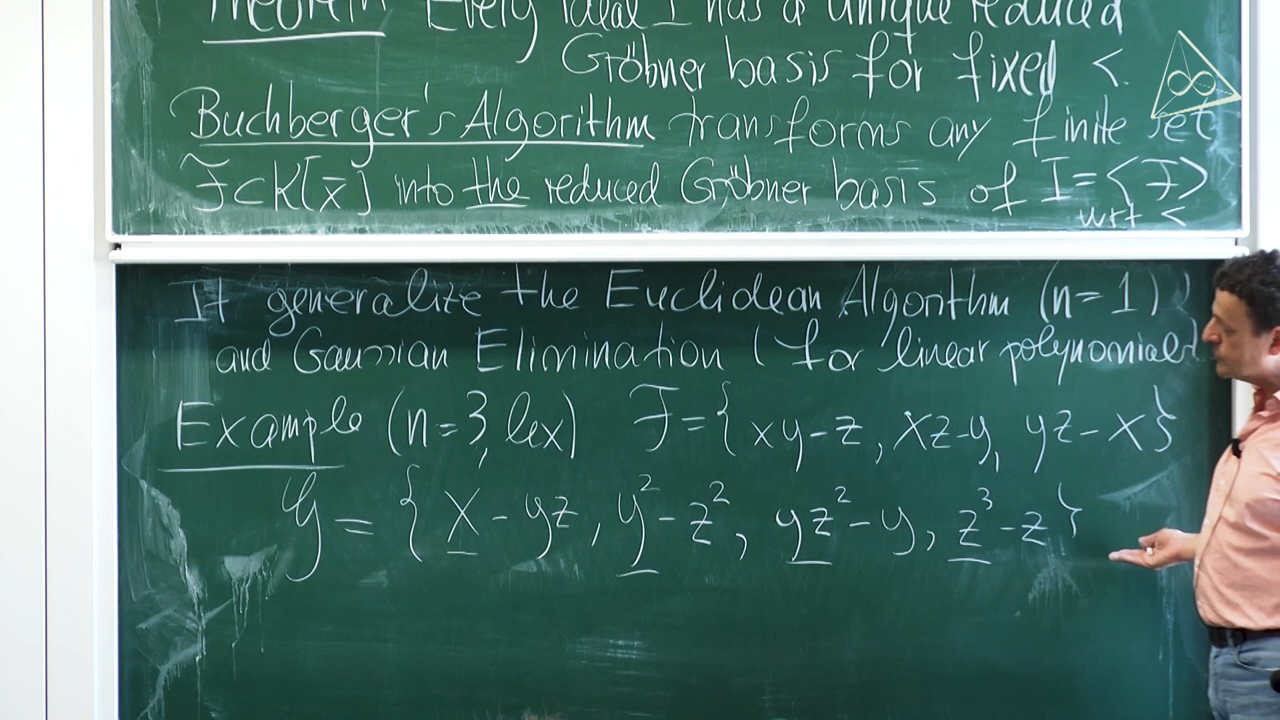 Theorem Every ideal I has a unique reduced
Gröbner basis for fixed <.
Buchberger's Algorithm transforms any finite set
F ⊂ K[x̄] into the reduced Gröbner basis of I = <F>
wrt <
It generalize the Euclidean Algorithm (n=1)
and Gaussian Elimination (for linear polynomials)
Example (n=3, lex) F = { xy-z, xz-y, yz-x}
G = { x - yz, y² - z², yz² - y, z³ - z }